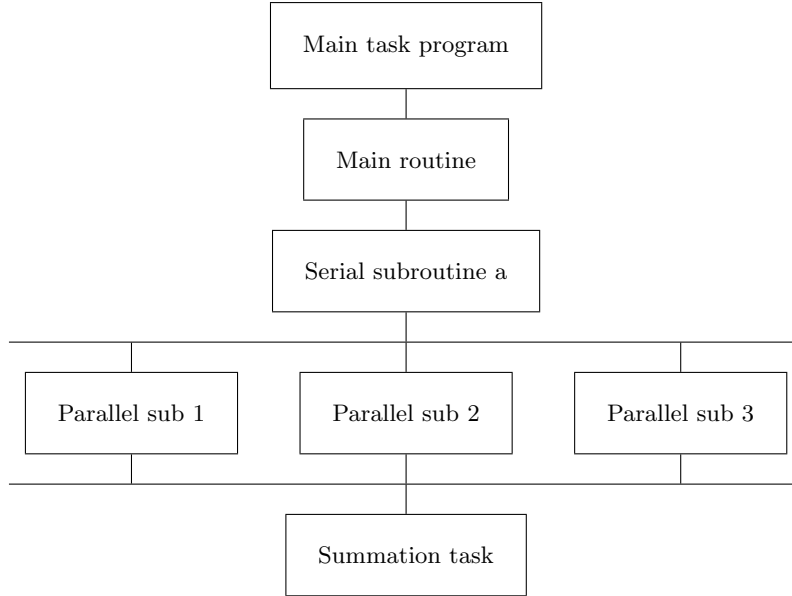 Main task program
Main routine
Serial subroutine a
Parallel sub 1
Parallel sub 2
Parallel sub 3
Summation task